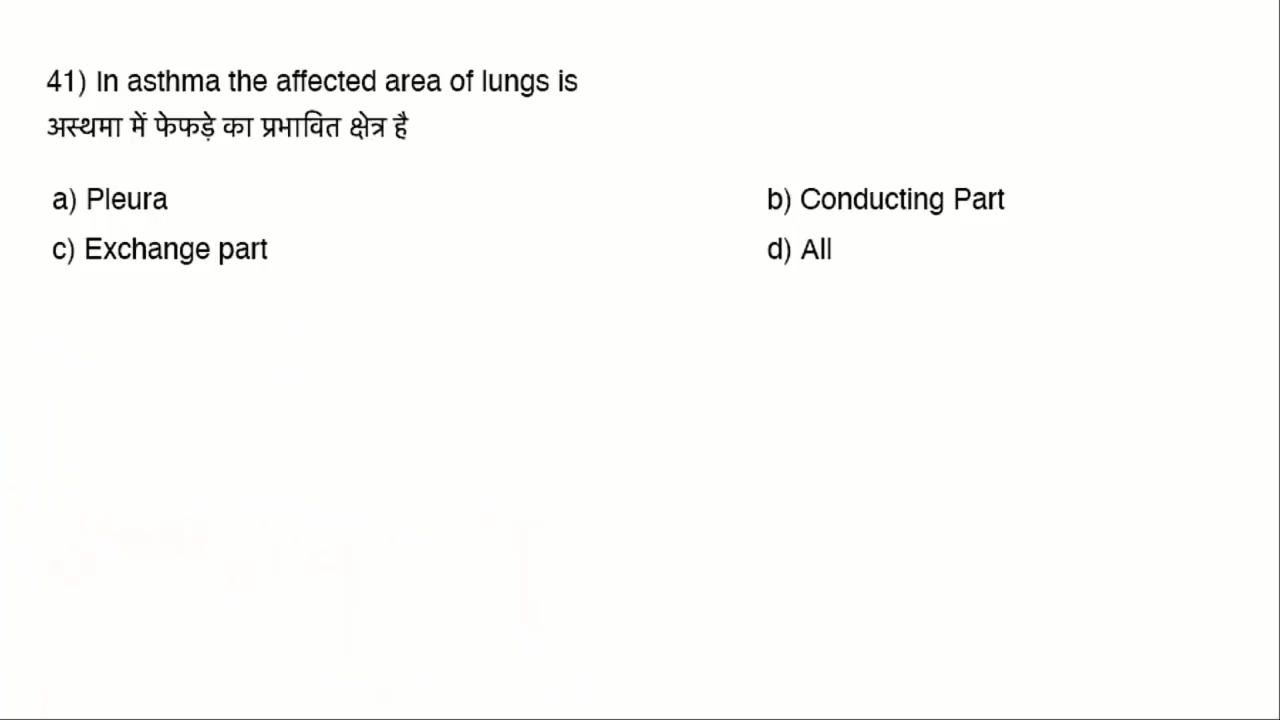 41) In asthma the affected area of lungs is
अस्थमा में फेफड़े का प्रभावित क्षेत्र है
a) Pleura
b) Conducting Part
c) Exchange part
d) All